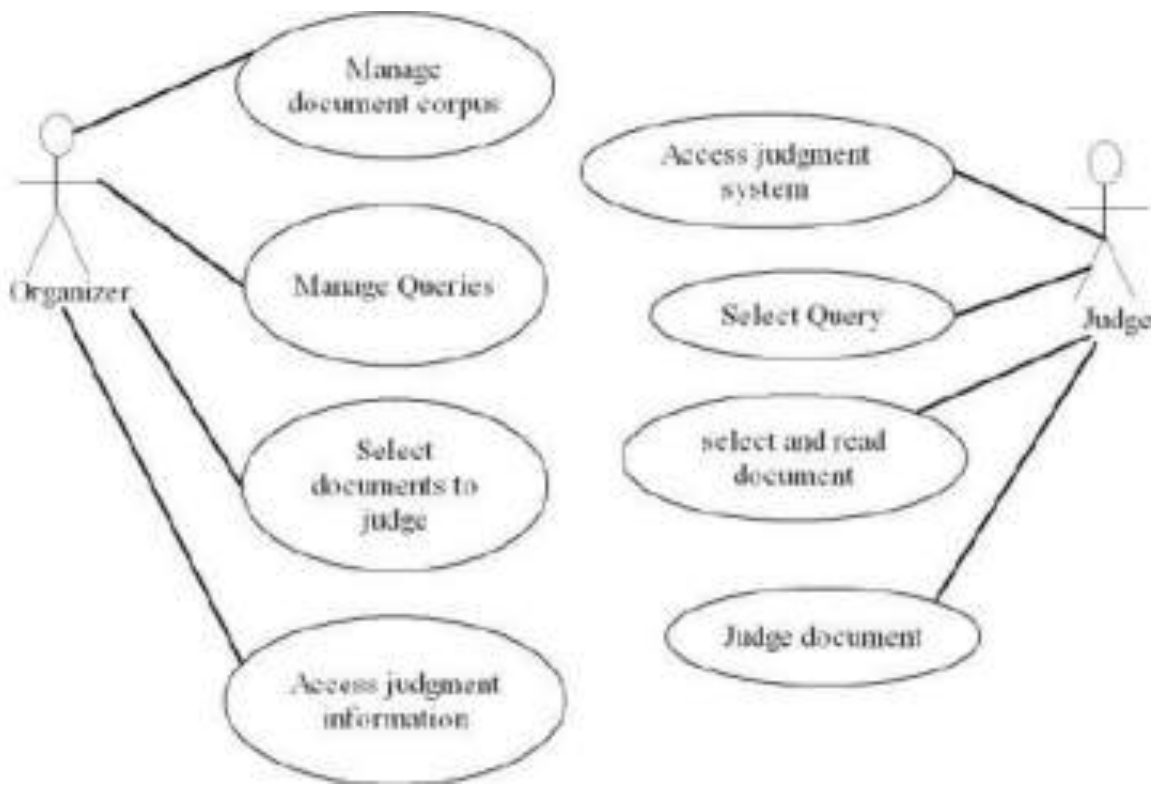 Manage
document corpus
Organizer
Manage Queries
Select
documents to
judge
Access judgment
information
Access judgment
system
Select Query
Judge
select and read
document
Judge document